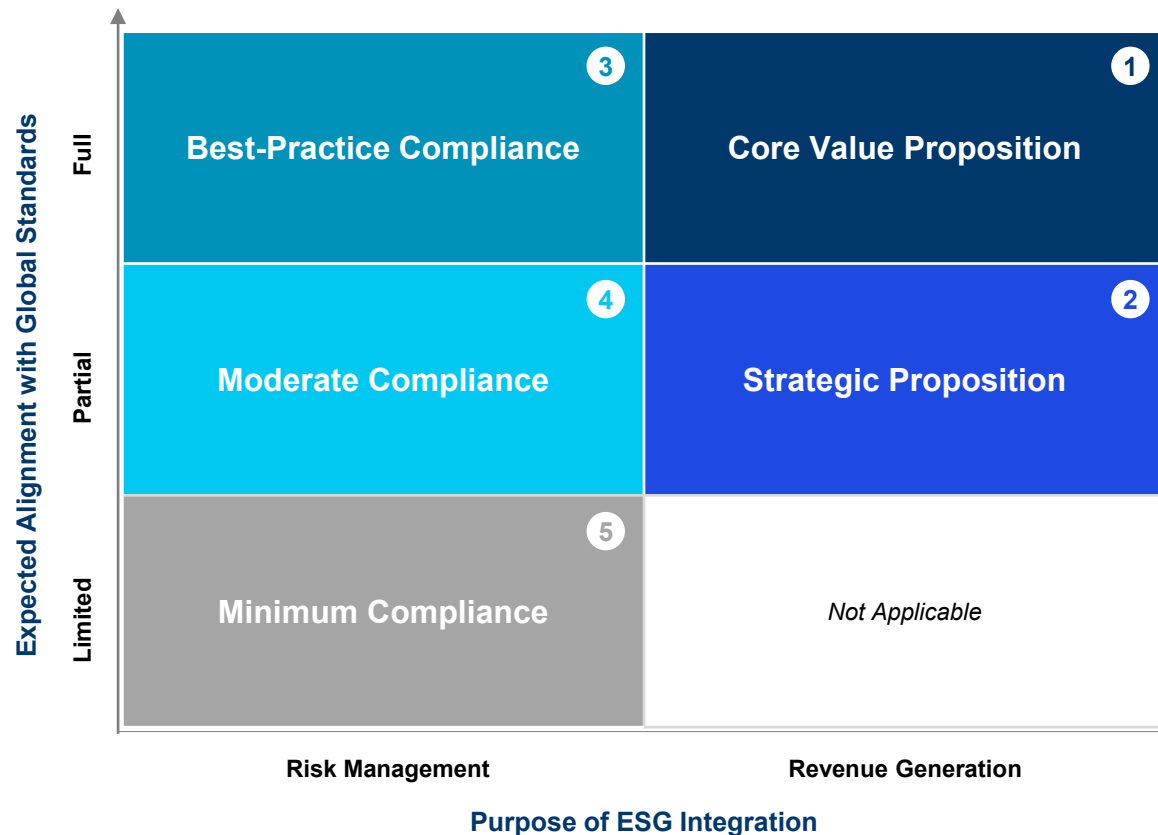 Expected Alignment with Global Standards
Full
3
Best-Practice Compliance
1
Core Value Proposition
Partial
4
Moderate Compliance
2
Strategic Proposition
Limited
5
Minimum Compliance
Not Applicable
Risk Management
Revenue Generation
Purpose of ESG Integration